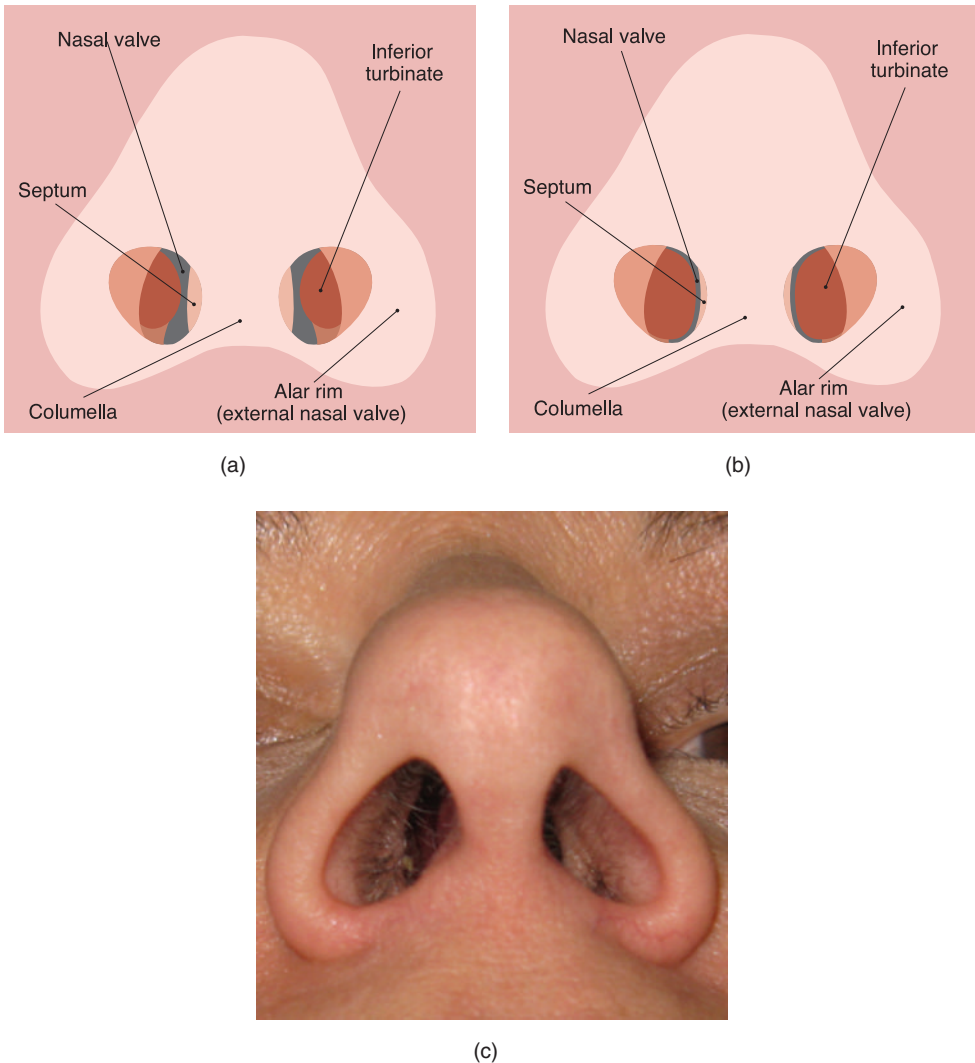 Nasal valve
Inferior
turbinate
Septum
Columella
Alar rim
(external nasal valve)
(a)
Nasal valve
Inferior
turbinate
Septum
Columella
Alar rim
(external nasal valve)
(b)
(c)